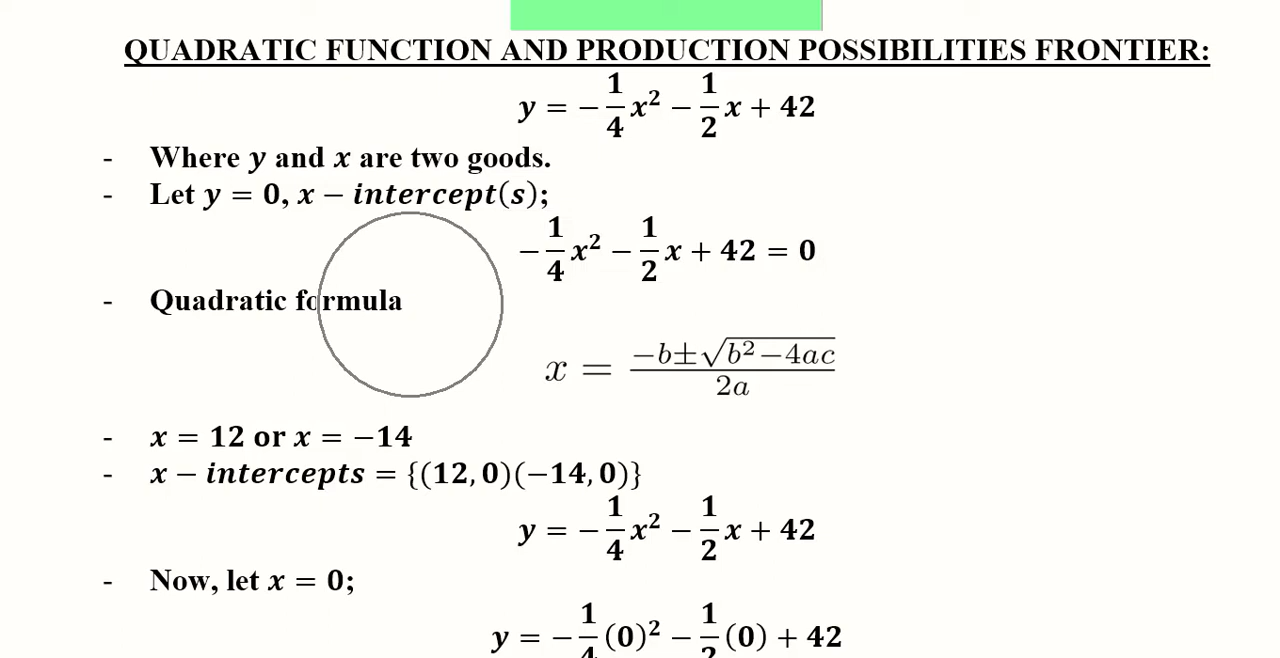 QUADRATIC FUNCTION AND PRODUCTION POSSIBILITIES FRONTIER:
y = −1/4 x² − 1/2 x + 42
- Where y and x are two goods.
- Let y = 0, x − intercept(s);
−1/4 x² − 1/2 x + 42 = 0
- Quadratic formula
x = (−b ± √(b² − 4ac)) / 2a
- x = 12 or x = −14
- x − intercepts = {(12, 0)(−14, 0)}
y = −1/4 x² − 1/2 x + 42
- Now, let x = 0;
y = −1/4 (0)² − 1/2 (0) + 42